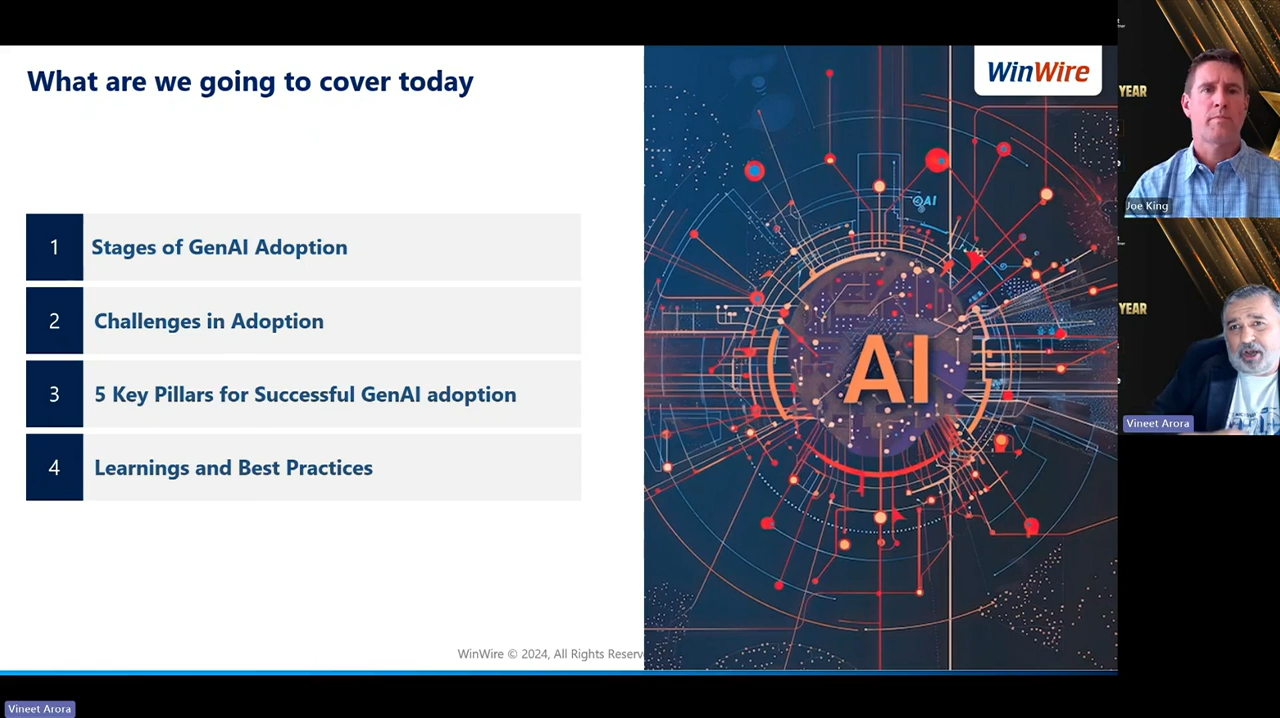 What are we going to cover today
WinWire
1 Stages of GenAI Adoption
2 Challenges in Adoption
3 5 Key Pillars for Successful GenAI adoption
4 Learnings and Best Practices
AI
AI
WinWire © 2024, All Rights Reserv
YEAR
Joe King
YEAR
Vineet Arora
Vineet Arora